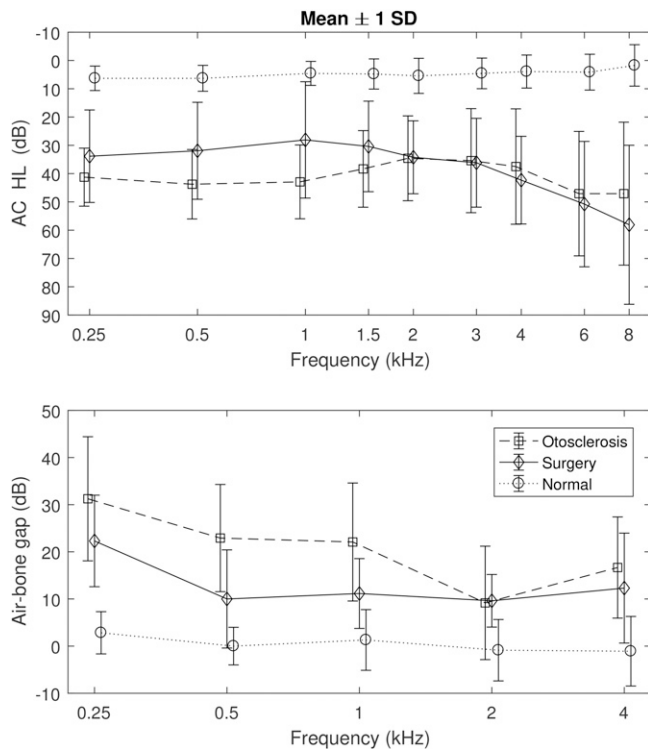 Mean ± 1 SD
-10
0
10
20
30
40
50
60
70
80
90
AC HL (dB)
0.25 0.5 1 1.5 2 3 4 6 8
Frequency (kHz)
50
40
30
20
10
0
-10
Air-bone gap (dB)
Otosclerosis
Surgery
Normal
0.25 0.5 1 2 4
Frequency (kHz)